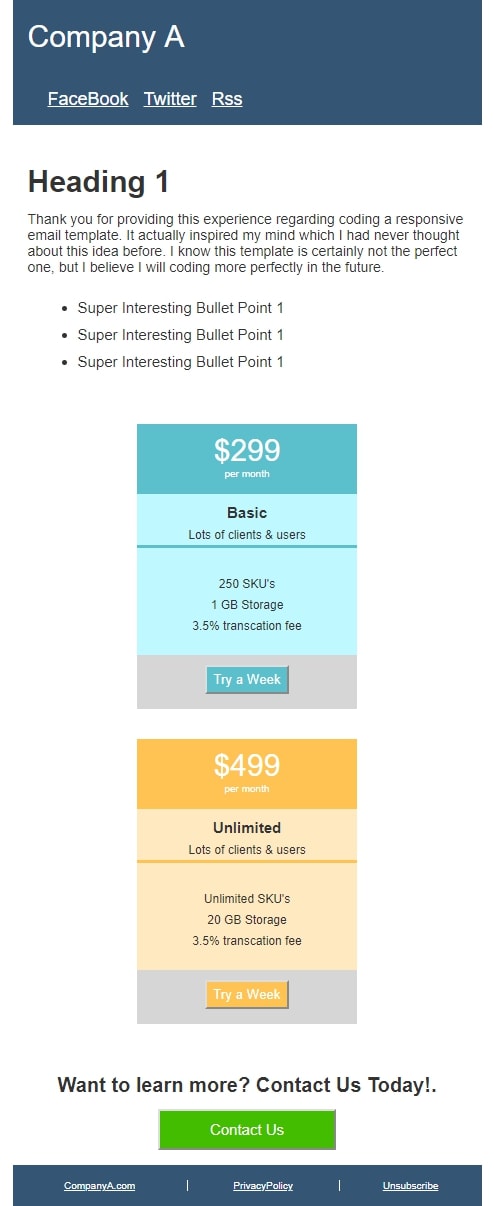 Company A
FaceBook Twitter Rss
Heading 1
Thank you for providing this experience regarding coding a responsive
email template. It actually inspired my mind which I had never thought
about this idea before. I know this template is certainly not the perfect
one, but I believe I will coding more perfectly in the future.
• Super Interesting Bullet Point 1
• Super Interesting Bullet Point 1
• Super Interesting Bullet Point 1
$299
per month
Basic
Lots of clients & users
250 SKU's
1 GB Storage
3.5% transcation fee
Try a Week
$499
per month
Unlimited
Lots of clients & users
Unlimited SKU's
20 GB Storage
3.5% transcation fee
Try a Week
Want to learn more? Contact Us Today!.
Contact Us
CompanyA.com | PrivacyPolicy | Unsubscribe